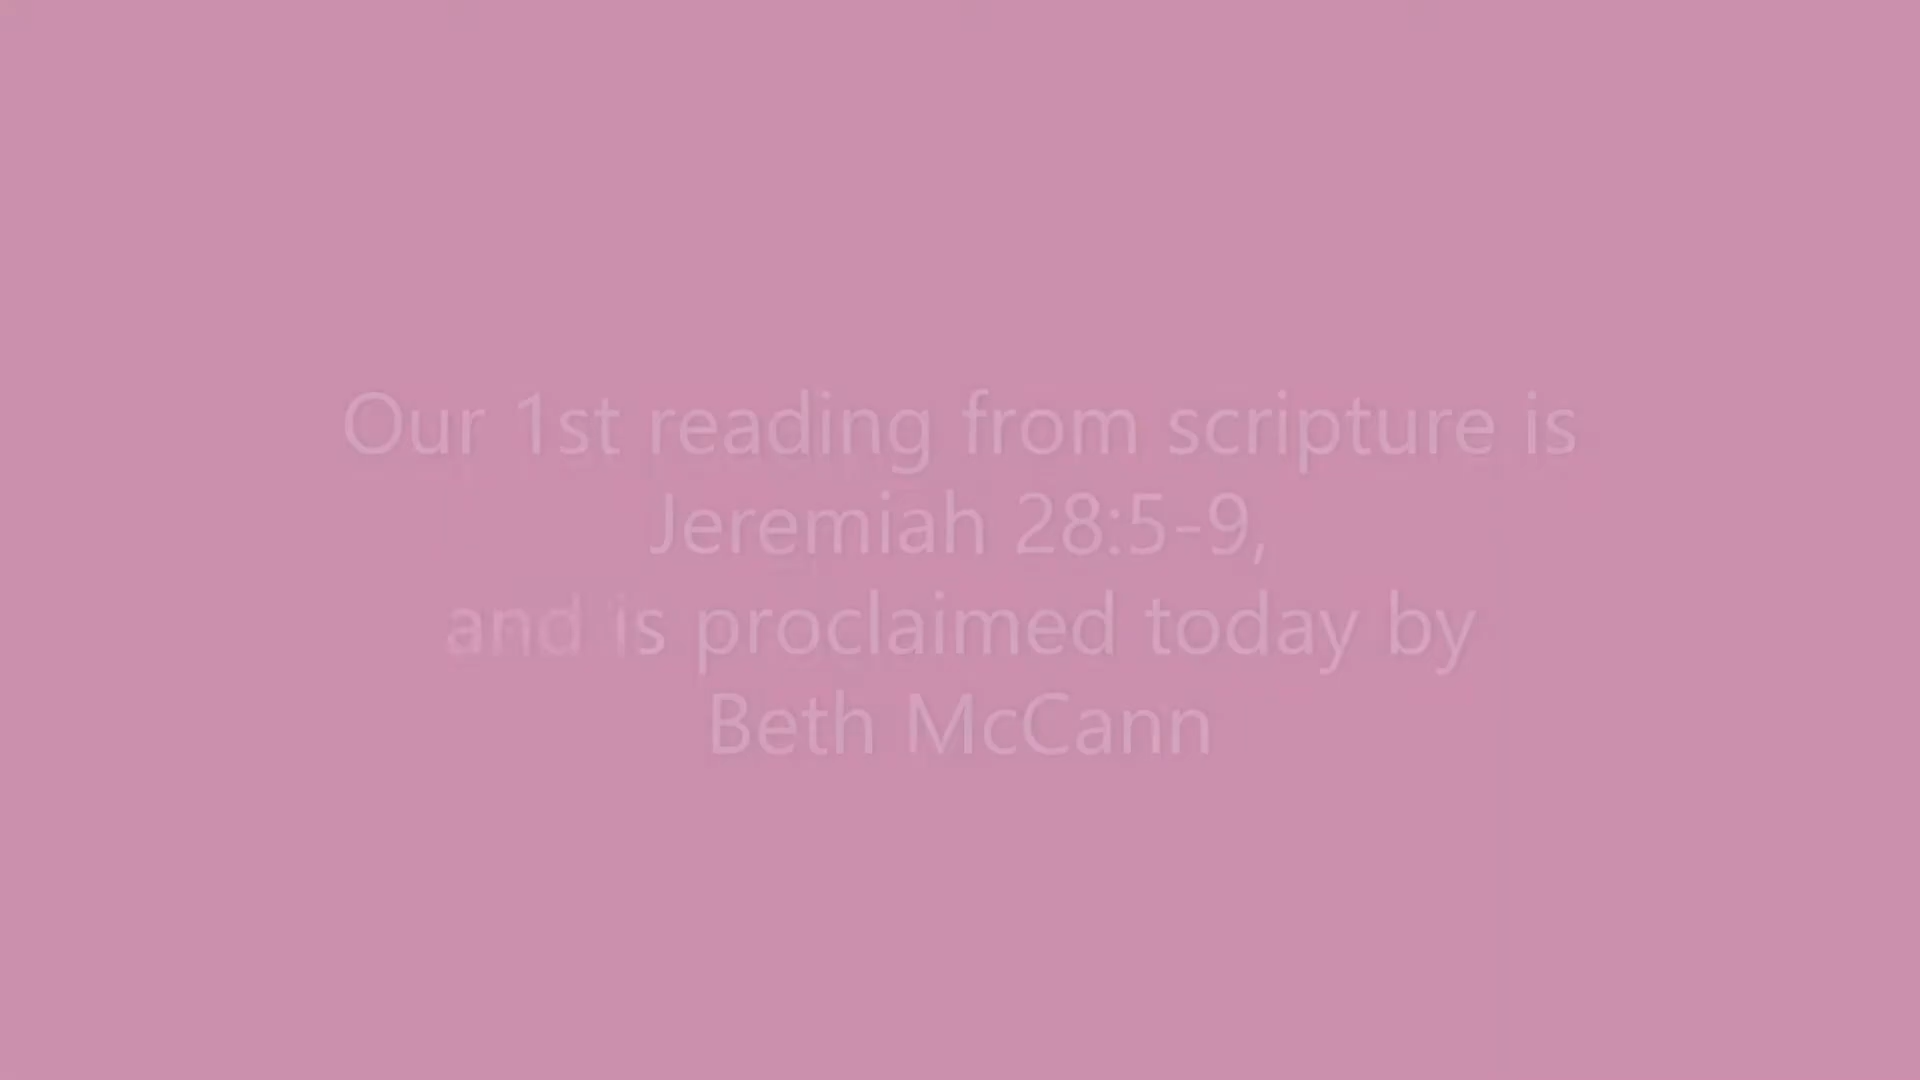 Our 1st reading from scripture is
Jeremiah 28:5-9,
and is proclaimed today by
Beth McCann